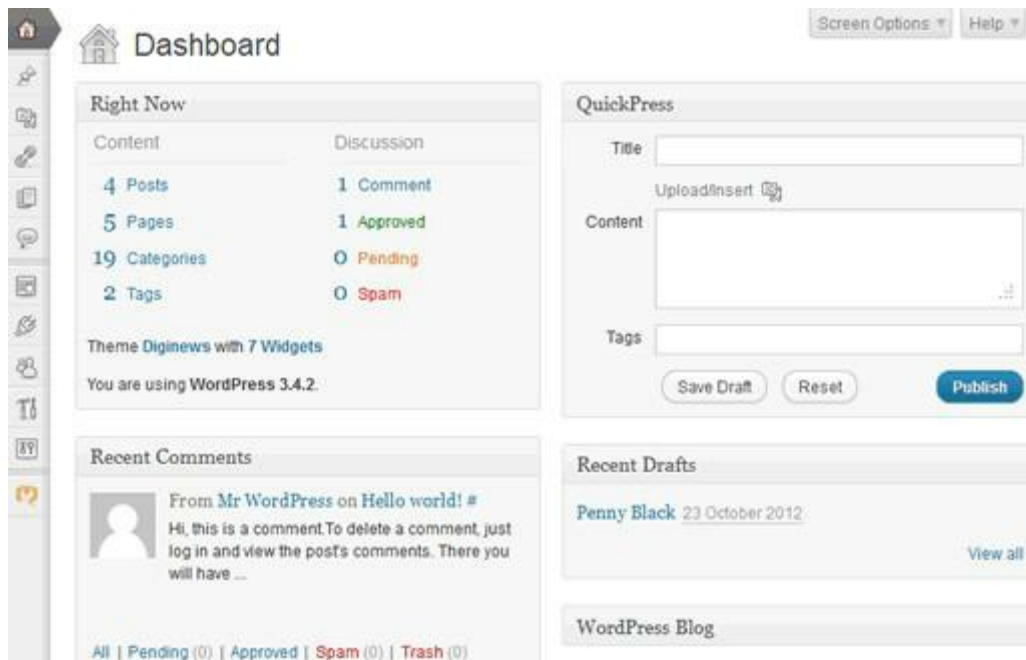 Screen Options Help
Dashboard
Right Now
Content Discussion
4 Posts 1 Comment
5 Pages 1 Approved
19 Categories 0 Pending
2 Tags 0 Spam
Theme Diginews with 7 Widgets
You are using WordPress 3.4.2.
Recent Comments
From Mr WordPress on Hello world! #
Hi, this is a comment.To delete a comment, just
log in and view the post's comments. There you
will have ...
All | Pending (0) | Approved | Spam (0) | Trash (0)
QuickPress
Title
Upload/Insert
Content
Tags
Save Draft Reset Publish
Recent Drafts
Penny Black 23 October 2012
View all
WordPress Blog